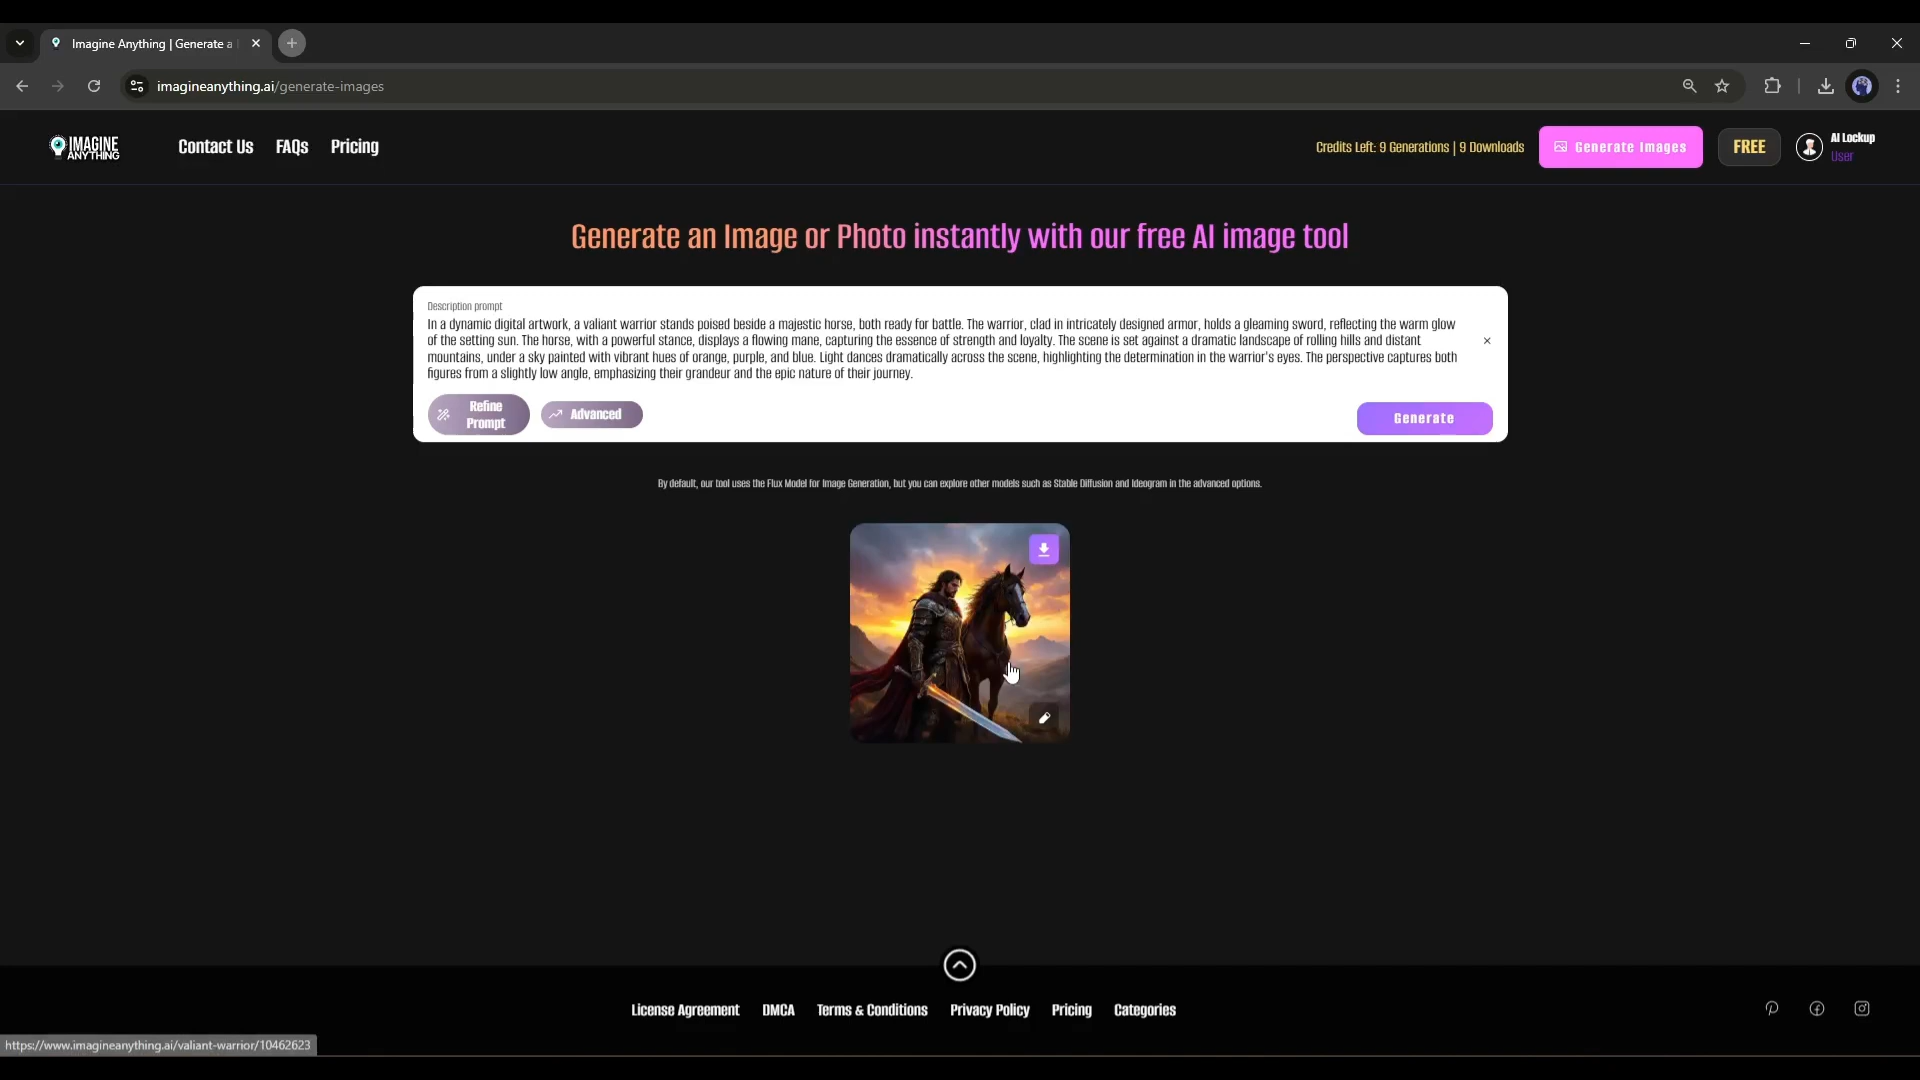 Imagine Anything | Generate a
imagineanything.ai/generate-images
IMAGINE
ANYTHING
Contact Us
FAQs
Pricing
Credits Left: 9 Generations | 9 Downloads
Generate Images
FREE
AI Lockup
User
Generate an Image or Photo instantly with our free AI image tool
Description prompt
In a dynamic digital artwork, a valiant warrior stands poised beside a majestic horse, both ready for battle. The warrior, clad in intricately designed armor, holds a gleaming sword, reflecting the warm glow
of the setting sun. The horse, with a powerful stance, displays a flowing mane, capturing the essence of strength and loyalty. The scene is set against a dramatic landscape of rolling hills and distant
mountains, under a sky painted with vibrant hues of orange, purple, and blue. Light dances dramatically across the scene, highlighting the determination in the warrior's eyes. The perspective captures both
figures from a slightly low angle, emphasizing their grandeur and the epic nature of their journey.
Refine
Prompt
Advanced
Generate
By default, our tool uses the Flux Model for Image Generation, but you can explore other models such as Stable Diffusion and Ideogram in the advanced options.
License Agreement
DMCA
Terms & Conditions
Privacy Policy
Pricing
Categories
https://www.imagineanything.ai/valiant-warrior/10462623